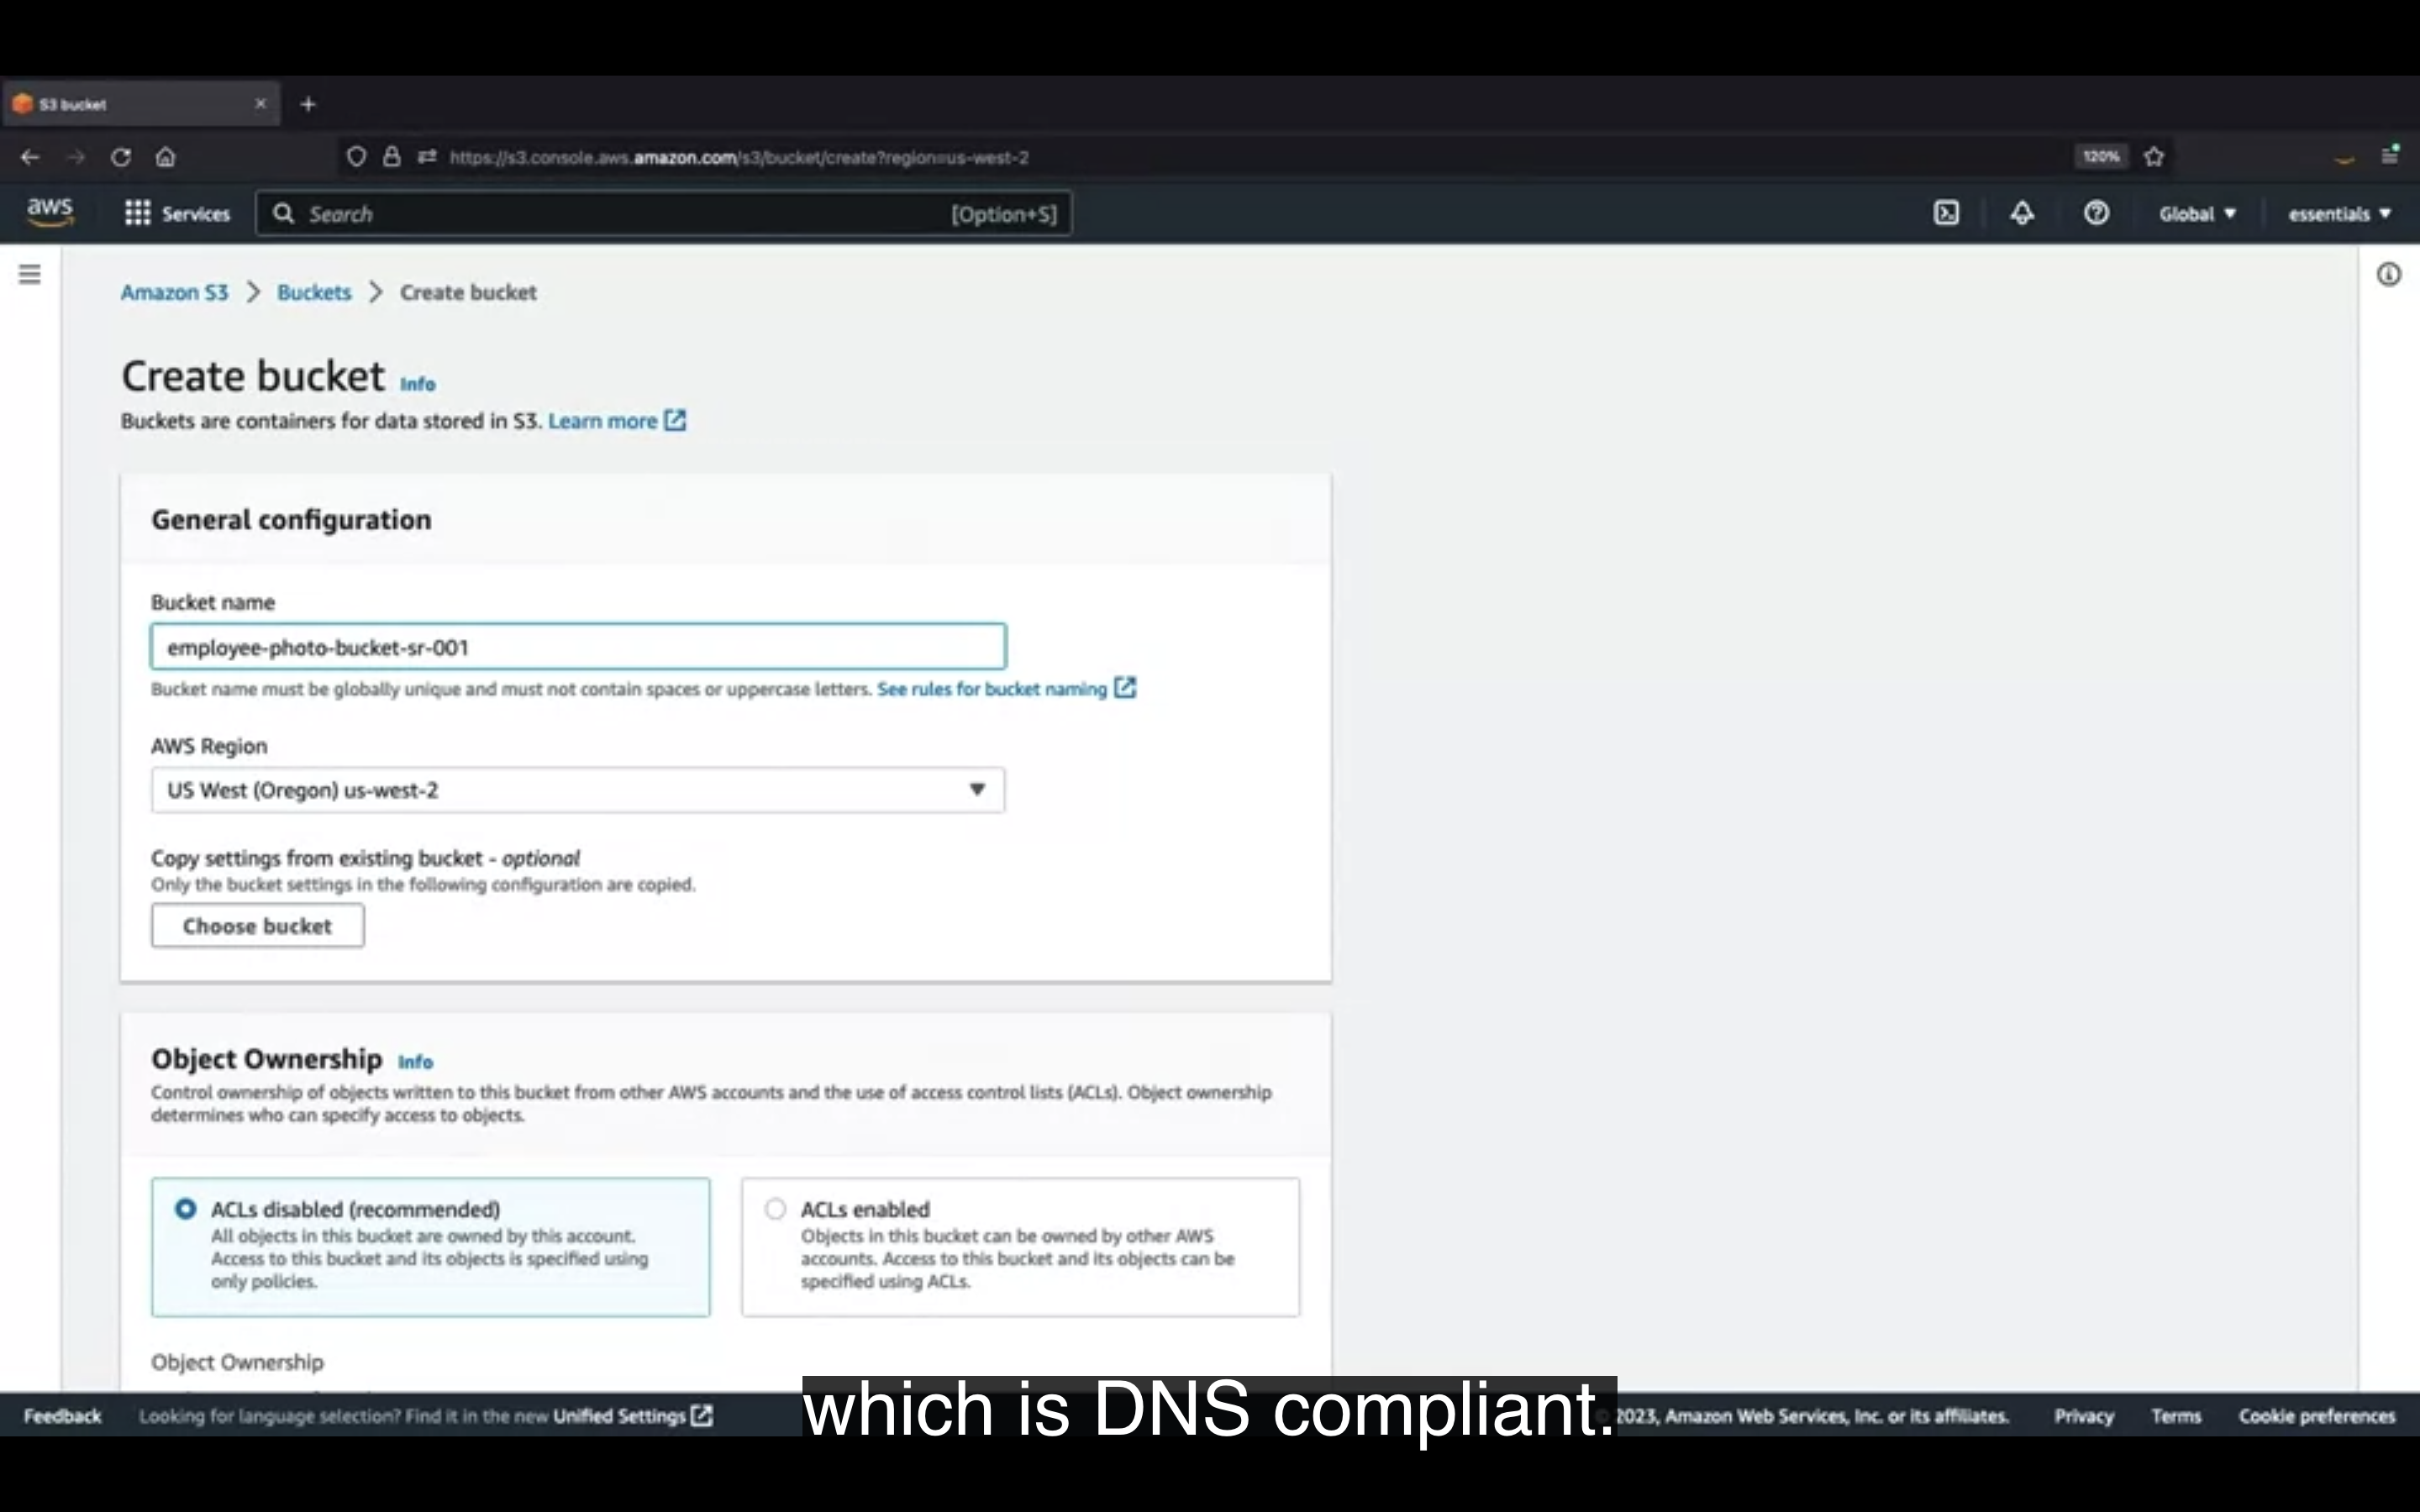 S3 bucket
https://s3.console.aws.amazon.com/s3/bucket/create?region=us-west-2
120%
aws
Services
Search
[Option+S]
Global
essentials
Amazon S3 > Buckets > Create bucket
Create bucket Info
Buckets are containers for data stored in S3. Learn more
General configuration
Bucket name
employee-photo-bucket-sr-001
Bucket name must be globally unique and must not contain spaces or uppercase letters. See rules for bucket naming
AWS Region
US West (Oregon) us-west-2
Copy settings from existing bucket - optional
Only the bucket settings in the following configuration are copied.
Choose bucket
Object Ownership Info
Control ownership of objects written to this bucket from other AWS accounts and the use of access control lists (ACLs). Object ownership
determines who can specify access to objects.
ACLs disabled (recommended)
All objects in this bucket are owned by this account.
Access to this bucket and its objects is specified using
only policies.
ACLs enabled
Objects in this bucket can be owned by other AWS
accounts. Access to this bucket and its objects can be
specified using ACLs.
Object Ownership
Feedback
Looking for language selection? Find it in the new Unified Settings
which is DNS compliant.
2023, Amazon Web Services, Inc. or its affiliates.
Privacy
Terms
Cookie preferences